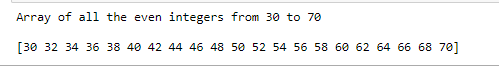 Array of all the even integers from 30 to 70
[30 32 34 36 38 40 42 44 46 48 50 52 54 56 58 60 62 64 66 68 70]